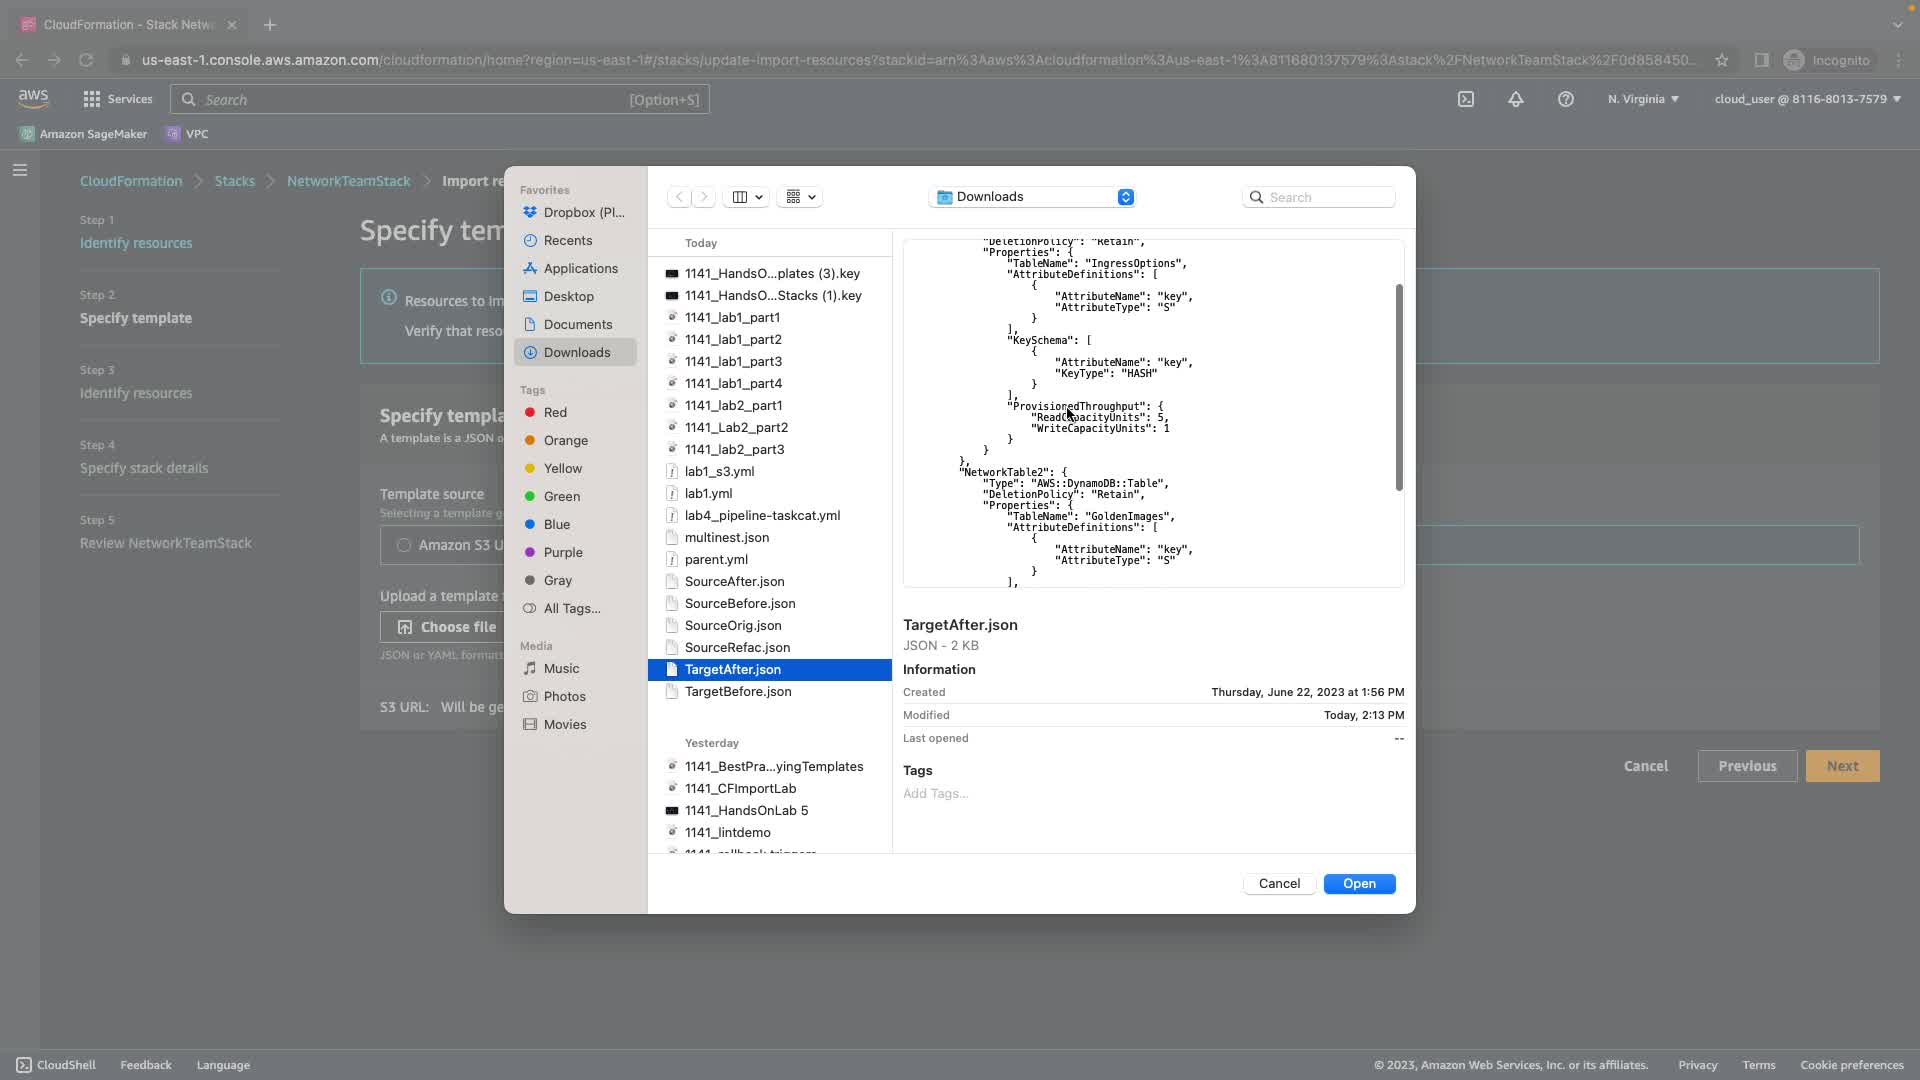 CloudFormation - Stack Netw
us-east-1.console.aws.amazon.com/cloudformation/home?region=us-east-1#/stacks/update-import-resources?stackid=arn%3Aaws%3Acloudformation%3Aus-east-1%3A811680137579%3Astack%2FNetworkTeamStack%2F0d858450...
Incognito
aws
Services
Search
[Option+S]
N. Virginia
cloud_user @ 8116-8013-7579
Amazon SageMaker
VPC
CloudFormation
Stacks
NetworkTeamStack
Import re
Step 1
Identify resources
Step 2
Specify template
Step 3
Identify resources
Step 4
Specify stack details
Step 5
Review NetworkTeamStack
Specify tem
Resources to im
Verify that reso
Specify templa
A template is a JSON o
Template source
Selecting a template g
Amazon S3 U
Upload a template f
Choose file
JSON or YAML formatt
S3 URL: Will be ge
Cancel
Previous
Next
Favorites
Dropbox (Pl...
Recents
Applications
Desktop
Documents
Downloads
Tags
Red
Orange
Yellow
Green
Blue
Purple
Gray
All Tags...
Media
Music
Photos
Movies
Downloads
Search
Today
1141_HandsO...plates (3).key
1141_HandsO...Stacks (1).key
1141_lab1_part1
1141_lab1_part2
1141_lab1_part3
1141_lab1_part4
1141_lab2_part1
1141_Lab2_part2
1141_lab2_part3
lab1_s3.yml
lab1.yml
lab4_pipeline-taskcat.yml
multinest.json
parent.yml
SourceAfter.json
SourceBefore.json
SourceOrig.json
SourceRefac.json
TargetAfter.json
TargetBefore.json
Yesterday
1141_BestPra...yingTemplates
1141_CFImportLab
1141_HandsOnLab 5
1141_lintdemo
"DeletionPolicy": "Retain",
"Properties": {
"TableName": "IngressOptions",
"AttributeDefinitions": [
{
"AttributeName": "key",
"AttributeType": "S"
}
],
"KeySchema": [
{
"AttributeName": "key",
"KeyType": "HASH"
}
],
"ProvisionedThroughput": {
"ReadCapacityUnits": 5,
"WriteCapacityUnits": 1
}
}
},
"NetworkTable2": {
"Type": "AWS::DynamoDB::Table",
"DeletionPolicy": "Retain",
"Properties": {
"TableName": "GoldenImages",
"AttributeDefinitions": [
{
"AttributeName": "key",
"AttributeType": "S"
}
],
TargetAfter.json
JSON - 2 KB
Information
Created
Thursday, June 22, 2023 at 1:56 PM
Modified
Today, 2:13 PM
Last opened
--
Tags
Add Tags...
Cancel
Open
CloudShell
Feedback
Language
© 2023, Amazon Web Services, Inc. or its affiliates.
Privacy
Terms
Cookie preferences